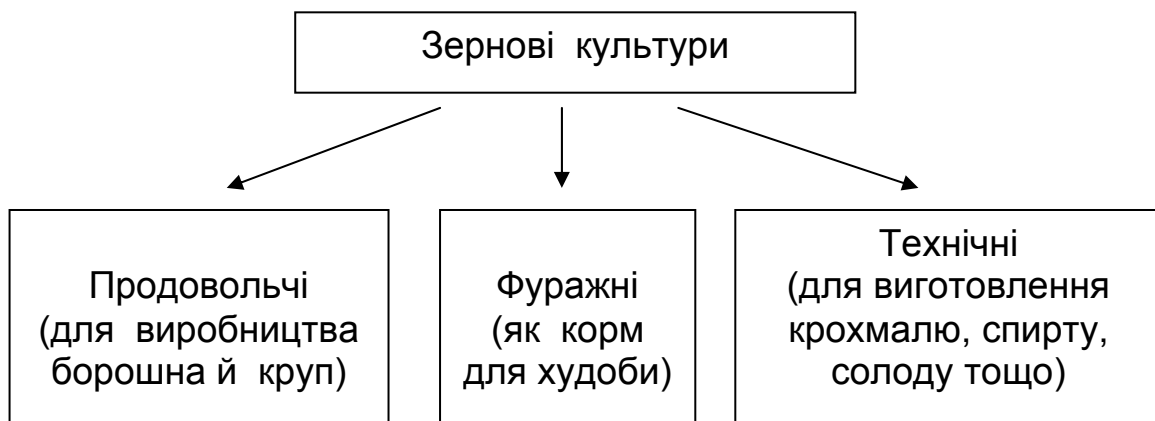 Зернові культури
Продовольчі
(для виробництва
борошна й круп)
Фуражні
(як корм
для худоби)
Технічні
(для виготовлення
крохмалю, спирту,
солоду тощо)